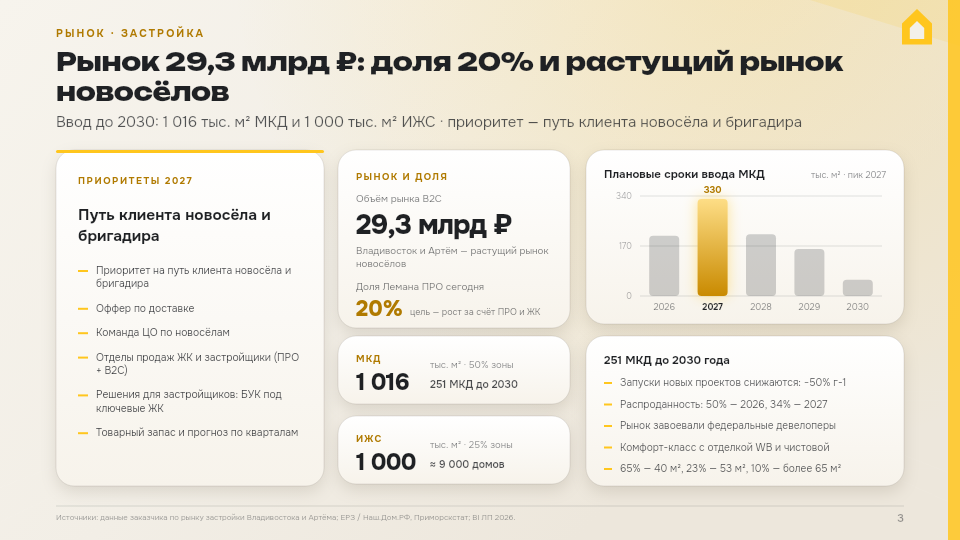 РЫНОК · ЗАСТРОЙКА
Рынок 29,3 млрд ₽: доля 20% и растущий рынок
новосёлов
Ввод до 2030: 1 016 тыс. м² МКД и 1 000 тыс. м² ИЖС · приоритет — путь клиента новосёла и бригадира
ПРИОРИТЕТЫ 2027
Путь клиента новосёла и
бригадира
Приоритет на путь клиента новосёла и
бригадира
Оффер по доставке
Команда ЦО по новосёлам
Отделы продаж ЖК и застройщики (ПРО
+ B2C)
Решения для застройщиков: БУК под
ключевые ЖК
Товарный запас и прогноз по кварталам
РЫНОК И ДОЛЯ
Объём рынка B2C
29,3 млрд ₽
Владивосток и Артём — растущий рынок
новосёлов
Доля Лемана ПРО сегодня
20% цель — рост за счёт ПРО и ЖК
МКД
1 016
тыс. м² · 50% зоны
251 МКД до 2030
ИЖС
1 000
тыс. м² · 25% зоны
≈ 9 000 домов
Плановые сроки ввода МКД
тыс. м² · пик 2027
330
340
170
0
2026 2027 2028 2029 2030
251 МКД до 2030 года
Запуски новых проектов снижаются: −50% г-1
Распроданность: 50% — 2026, 34% — 2027
Рынок завоевали федеральные девелоперы
Комфорт-класс с отделкой WB и чистовой
65% — 40 м², 23% — 53 м², 10% — более 65 м²
Источники: данные заказчика по рынку застройки Владивостока и Артёма; ЕРЗ / Наш.Дом.РФ, Приморскстат; BI ЛП 2026.
3